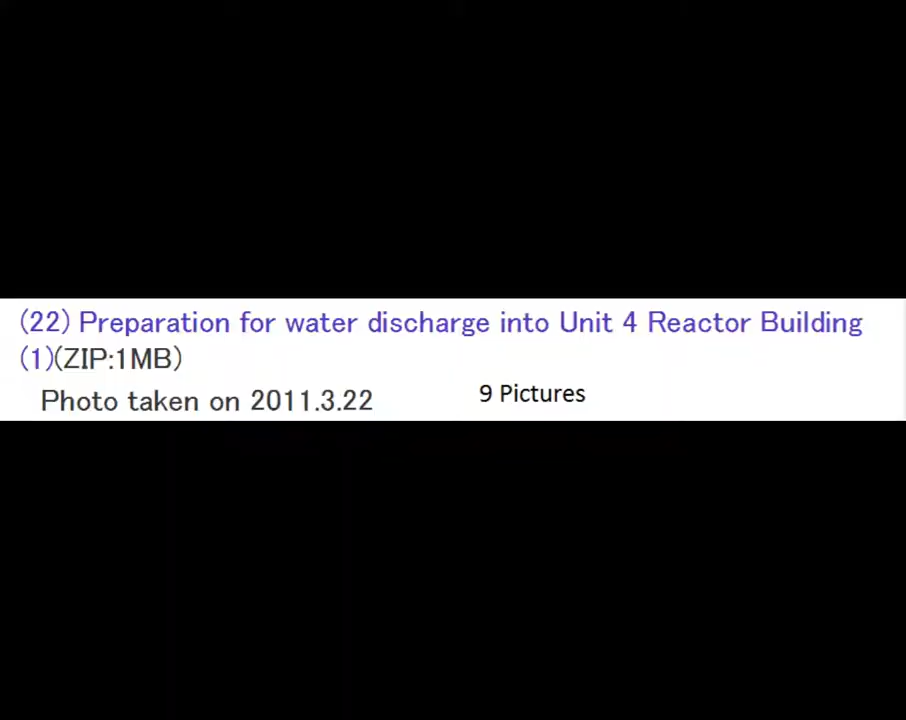 (22) Preparation for water discharge into Unit 4 Reactor Building
(1)(ZIP:1MB)
Photo taken on 2011.3.22
9 Pictures